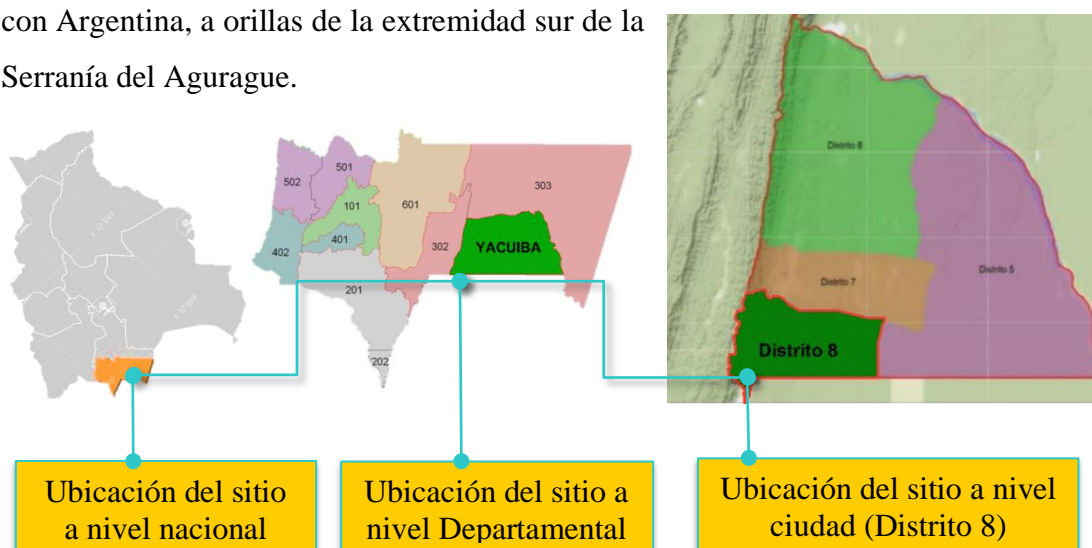 con Argentina, a orillas de la extremidad sur de la
Serranía del Aguragüe.
502
501
101
601
303
402
401
302
YACUIBA
201
202
Distrito 6
Distrito 7
Distrito 5
Distrito 8
Ubicación del sitio
a nivel nacional
Ubicación del sitio a
nivel Departamental
Ubicación del sitio a nivel
ciudad (Distrito 8)